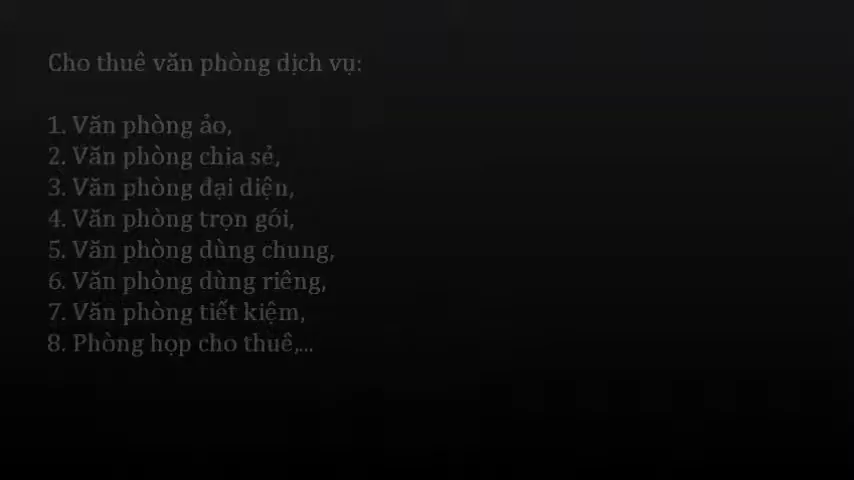 Cho thuê văn phòng dịch vụ:
1. Văn phòng ảo,
2. Văn phòng chia sẻ,
3. Văn phòng đại diện,
4. Văn phòng trọn gói,
5. Văn phòng dùng chung,
6. Văn phòng dùng riêng,
7. Văn phòng tiết kiệm,
8. Phòng họp cho thuê,...